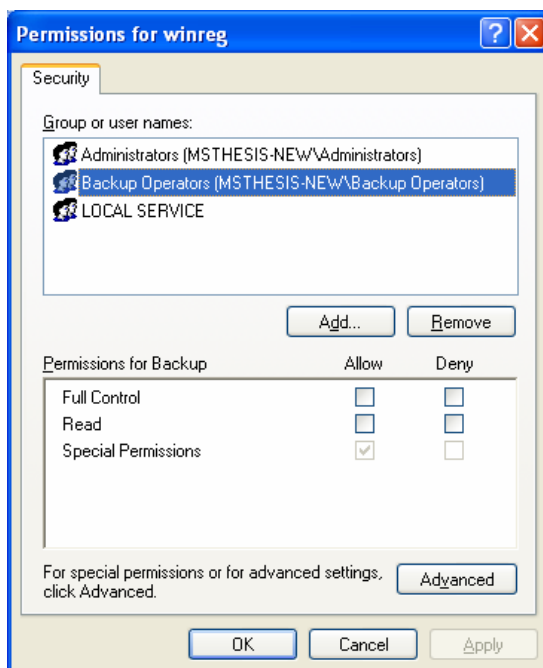 Permissions for winreg
Security
Group or user names:
Administrators (MSTHESIS-NEW\Administrators)
Backup Operators (MSTHESIS-NEW\Backup Operators)
LOCAL SERVICE
Add... Remove
Permissions for Backup Allow Deny
Full Control
Read
Special Permissions
For special permissions or for advanced settings,
click Advanced.
Advanced
OK Cancel Apply